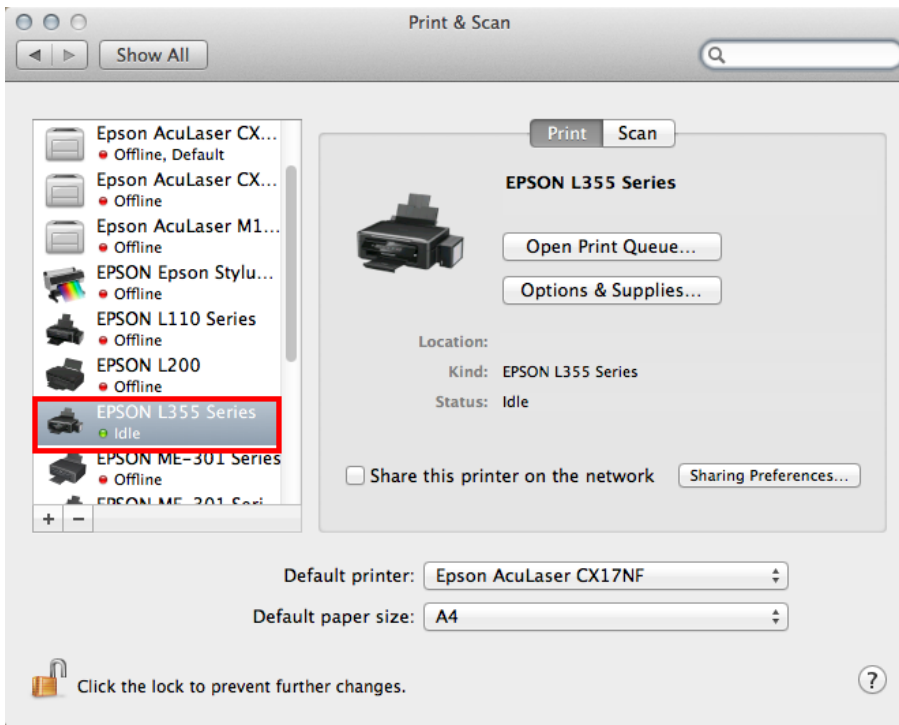 Print & Scan
Show All
Epson AcuLaser CX...
Offline, Default
Epson AcuLaser CX...
Offline
Epson AcuLaser M1...
Offline
EPSON Epson Stylu...
Offline
EPSON L110 Series
Offline
EPSON L200
Offline
EPSON L355 Series
Idle
EPSON ME-301 Series
Offline
EPSON ME-301 Seri...
+ −
Print Scan
EPSON L355 Series
Open Print Queue...
Options & Supplies...
Location:
Kind: EPSON L355 Series
Status: Idle
Share this printer on the network
Sharing Preferences...
Default printer: Epson AcuLaser CX17NF
Default paper size: A4
Click the lock to prevent further changes.
?